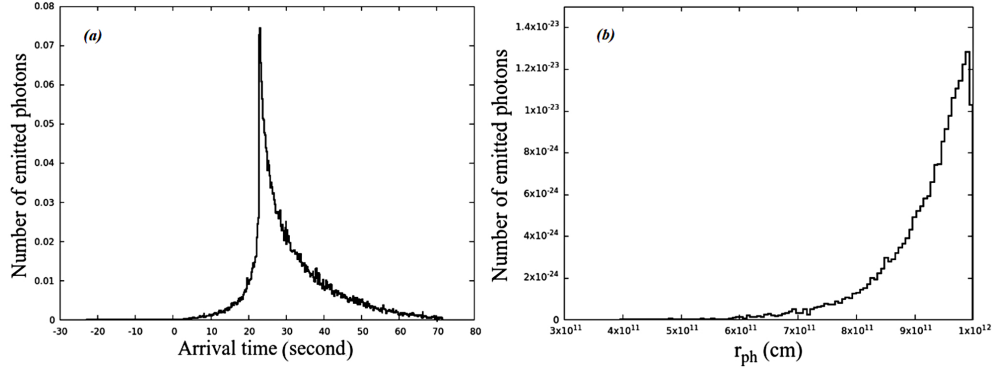 (a)
Number of emitted photons
0.08
0.07
0.06
0.05
0.04
0.03
0.02
0.01
0
-30 -20 -10 0 10 20 30 40 50 60 70 80
Arrival time (second)
(b)
Number of emitted photons
1.4x10⁻²³
1.2x10⁻²³
1x10⁻²³
8x10⁻²⁴
6x10⁻²⁴
4x10⁻²⁴
2x10⁻²⁴
0
3x10¹¹ 4x10¹¹ 5x10¹¹ 6x10¹¹ 7x10¹¹ 8x10¹¹ 9x10¹¹ 1x10¹²
r_ph (cm)